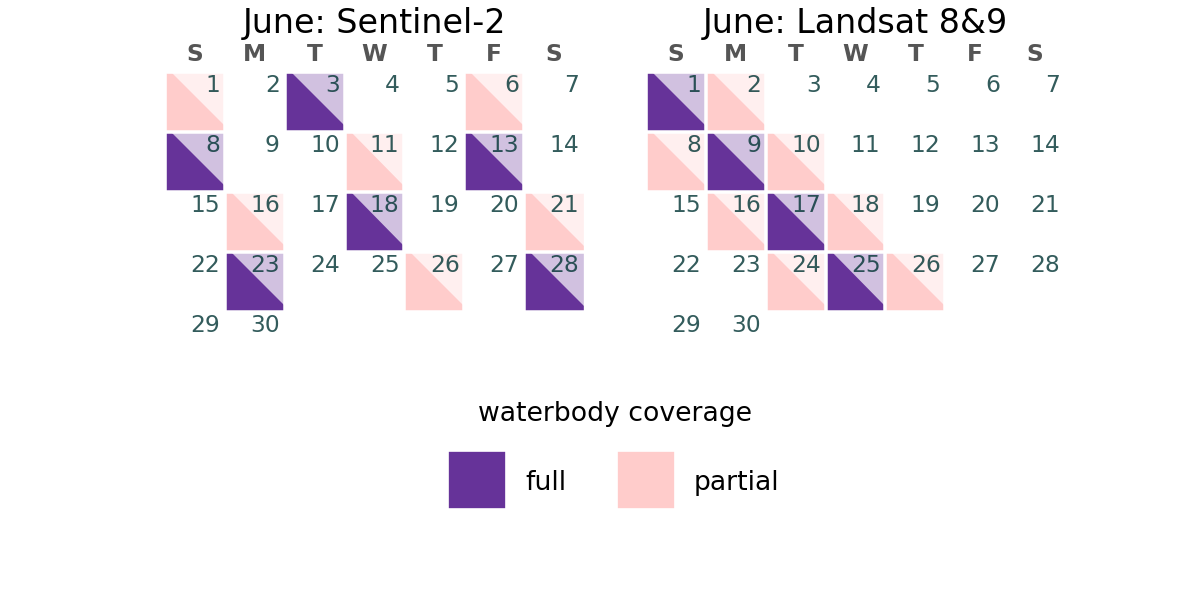 June: Sentinel-2
S M T W T F S
1 2 3 4 5 6 7
8 9 10 11 12 13 14
15 16 17 18 19 20 21
22 23 24 25 26 27 28
29 30
June: Landsat 8&9
S M T W T F S
1 2 3 4 5 6 7
8 9 10 11 12 13 14
15 16 17 18 19 20 21
22 23 24 25 26 27 28
29 30
waterbody coverage
full
partial